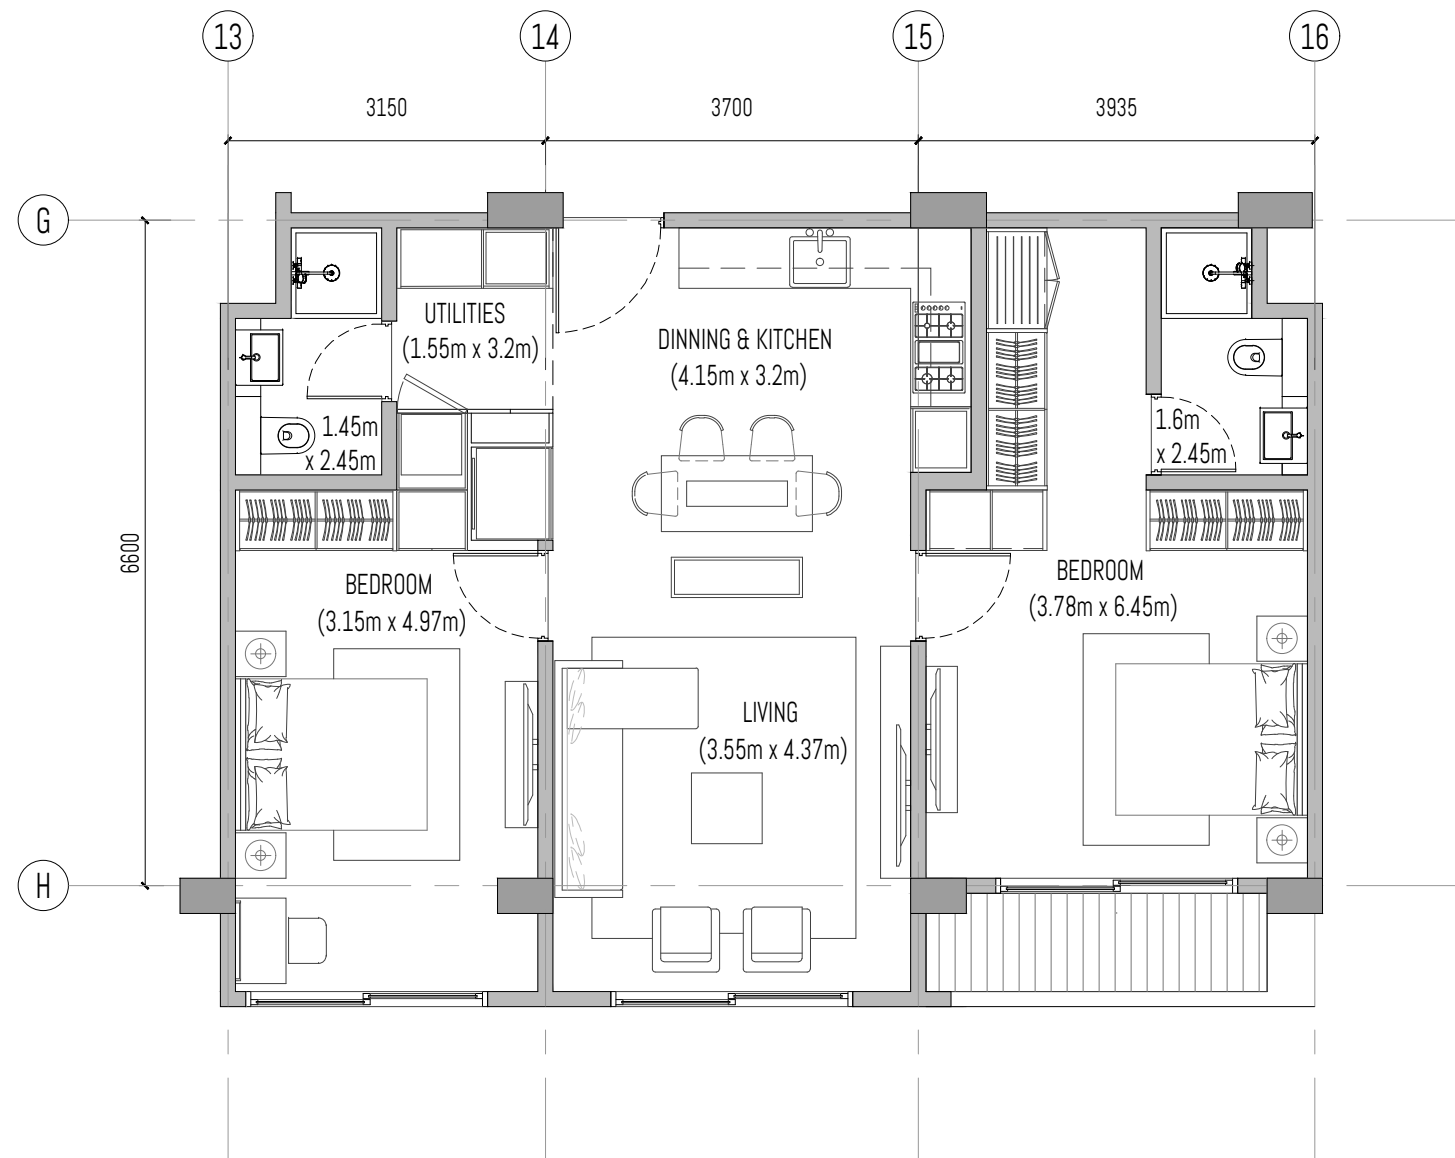 13
14
15
16
3150
3700
3935
G
UTILITIES
(1.55m x 3.2m)
DINNING & KITCHEN
(4.15m x 3.2m)
1.45m
x 2.45m
1.6m
x 2.45m
6600
BEDROOM
(3.15m x 4.97m)
BEDROOM
(3.78m x 6.45m)
LIVING
(3.55m x 4.37m)
H